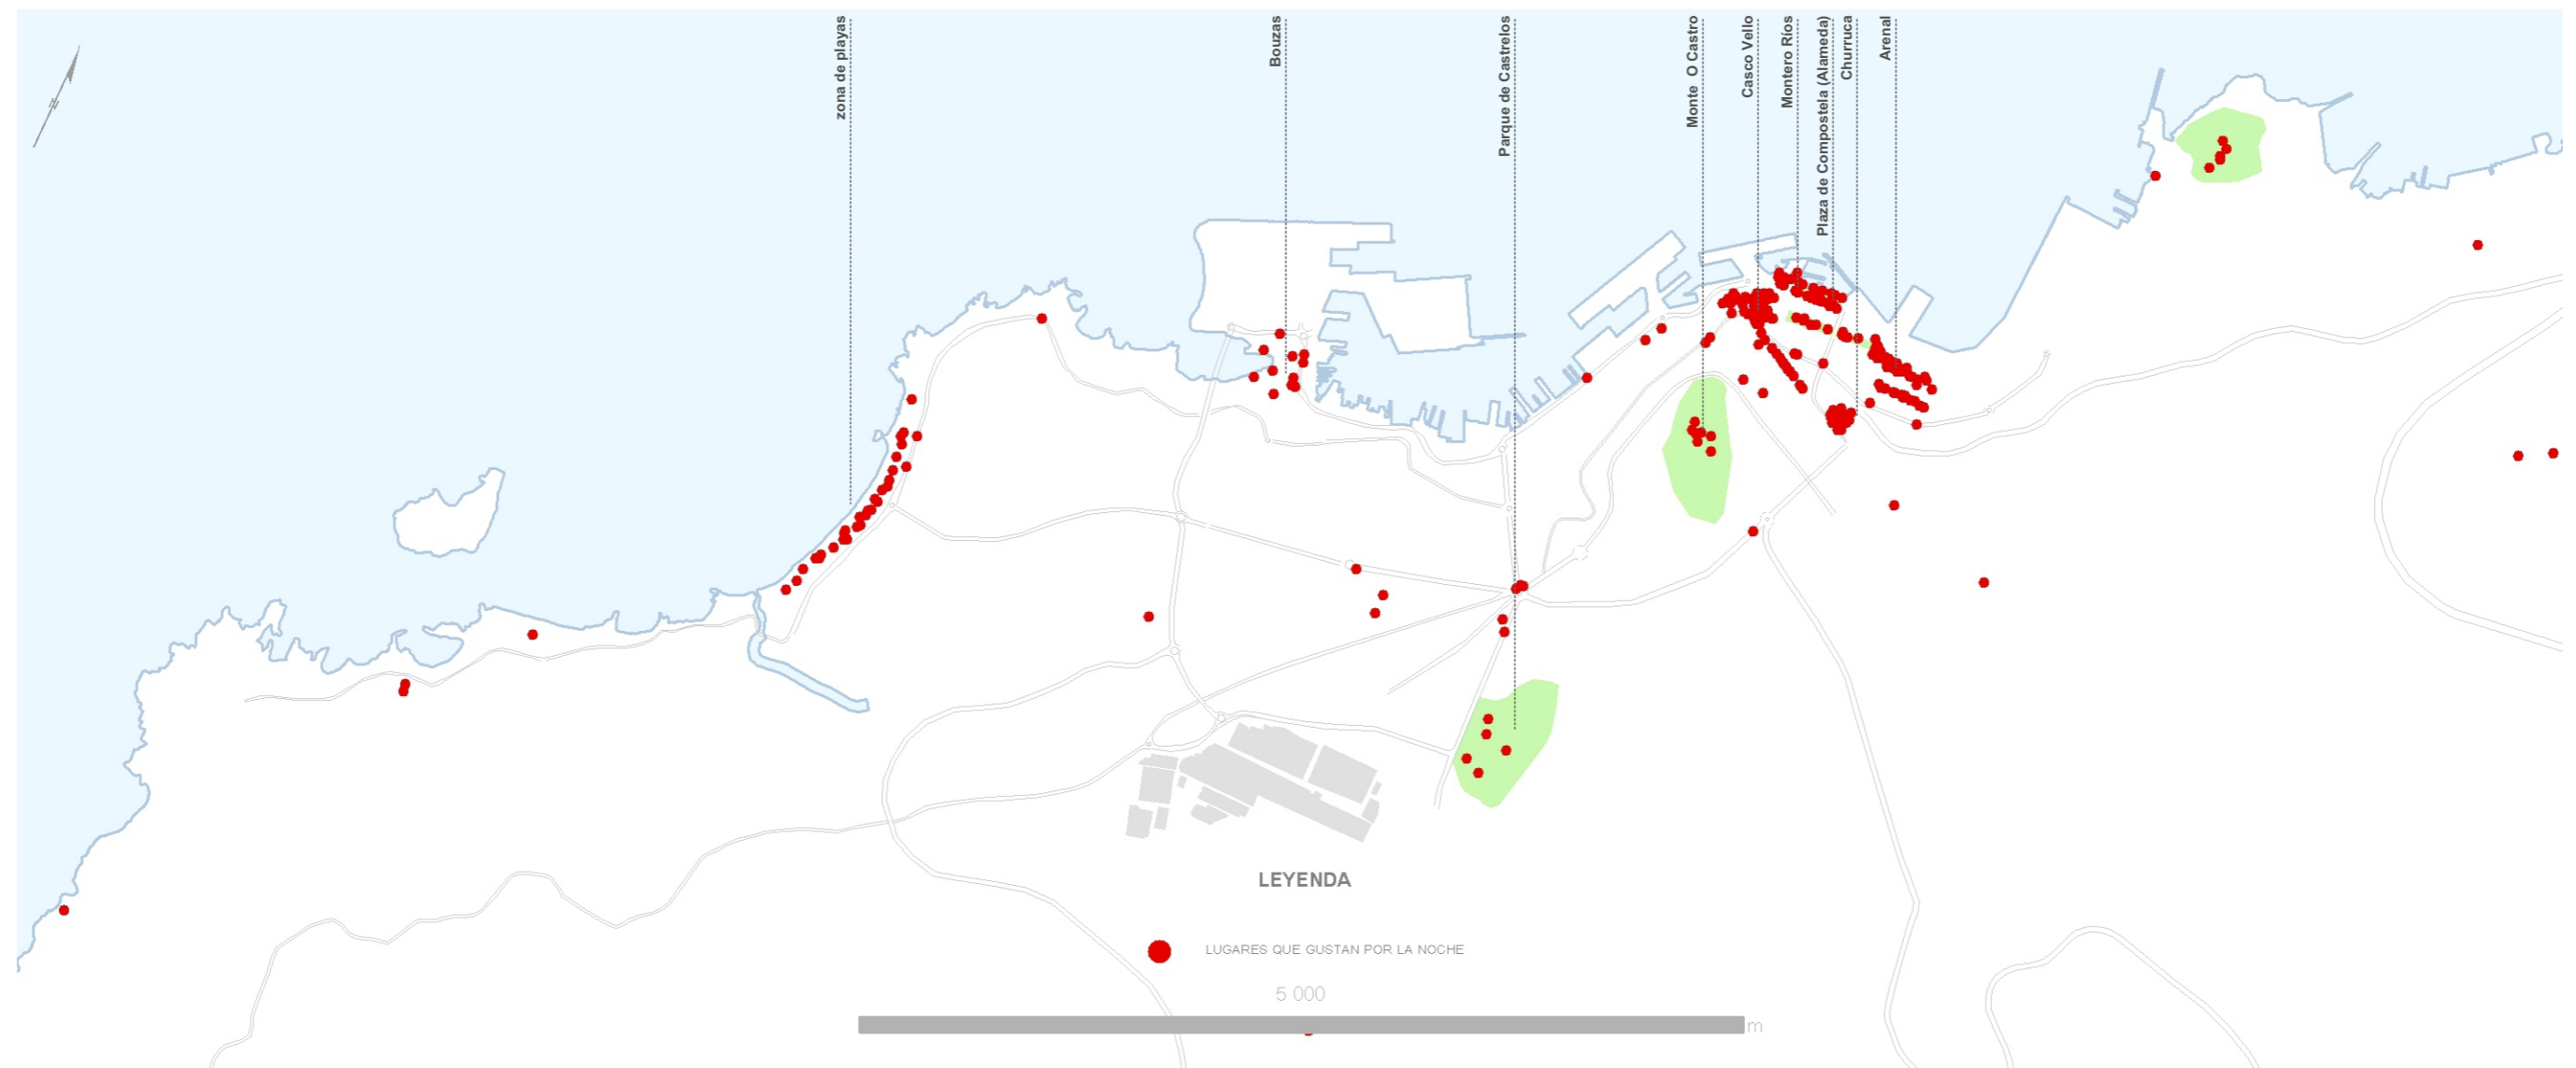 zona de playas
Bouzas
Parque de Castrelos
Monte O Castro
Casco Vello
Montero Ríos
Plaza de Compostela (Alameda)
Churruca
Arenal
N
LEYENDA
LUGARES QUE GUSTAN POR LA NOCHE
5 000
m